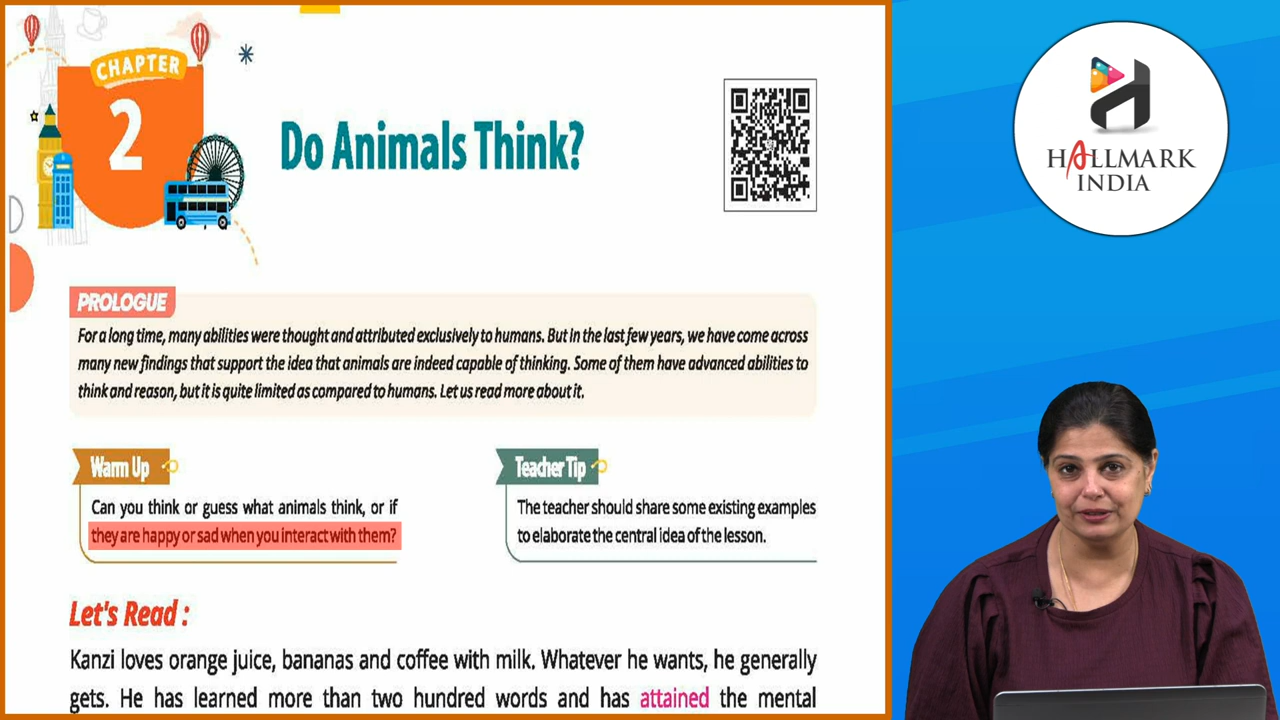 CHAPTER
2
Do Animals Think?
HALLMARK
INDIA
PROLOGUE
For a long time, many abilities were thought and attributed exclusively to humans. But in the last few years, we have come across
many new findings that support the idea that animals are indeed capable of thinking. Some of them have advanced abilities to
think and reason, but it is quite limited as compared to humans. Let us read more about it.
Warm Up
Can you think or guess what animals think, or if
they are happy or sad when you interact with them?
Teacher Tip
The teacher should share some existing examples
to elaborate the central idea of the lesson.
Let's Read :
Kanzi loves orange juice, bananas and coffee with milk. Whatever he wants, he generally
gets. He has learned more than two hundred words and has attained the mental